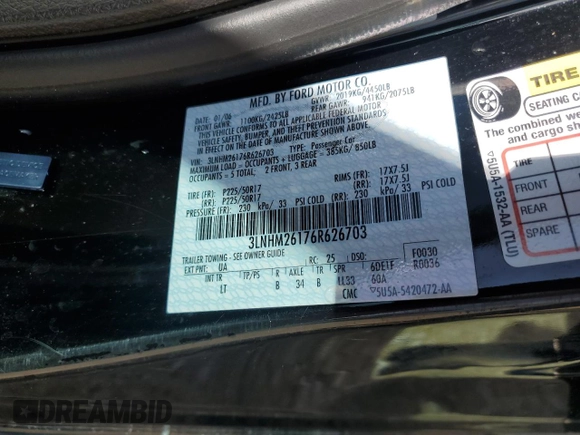 MFD. BY FORD MOTOR CO.
01/06 GVWR: 2019KG/4450LB
FRONT GAWR: 1100KG/2425LB REAR GAWR: 941KG/2075LB
THIS VEHICLE CONFORMS TO ALL APPLICABLE FEDERAL MOTOR
VEHICLE SAFETY, BUMPER, AND THEFT PREVENTION STANDARDS IN
EFFECT ON THE DATE OF MANUFACTURE SHOWN ABOVE.
VIN: 3LNHM26176R626703 TYPE: Passenger Car
MAXIMUM LOAD = OCCUPANTS + LUGGAGE = 385KG/ 850LB
OCCUPANTS = 5 TOTAL, 2 FRONT, 3 REAR
TIRE (FR): P225/50R17 RIMS (FR): 17X7.5J
(RR): P225/50R17 (RR): 17X7.5J
PRESSURE (FR): 230 kPa/ 33 PSI COLD (RR): 230 kPa/ 33 PSI COLD
3LNHM26176R626703
TRAILER TOWING - SEE OWNER GUIDE F0030
EXT PNT: UA RC: 25 DSO: R0036
INT TR TP/PS R AXLE TR SPR 6DELF
LT B 34 B LL33 60A
CMC 5U5A-5420472-AA
5U5A-1532-AA (TLU)
TIRE
SEATING CA
The combined we
and cargo sho
TIRE
FRONT
REAR
SPARE
DREAMBID